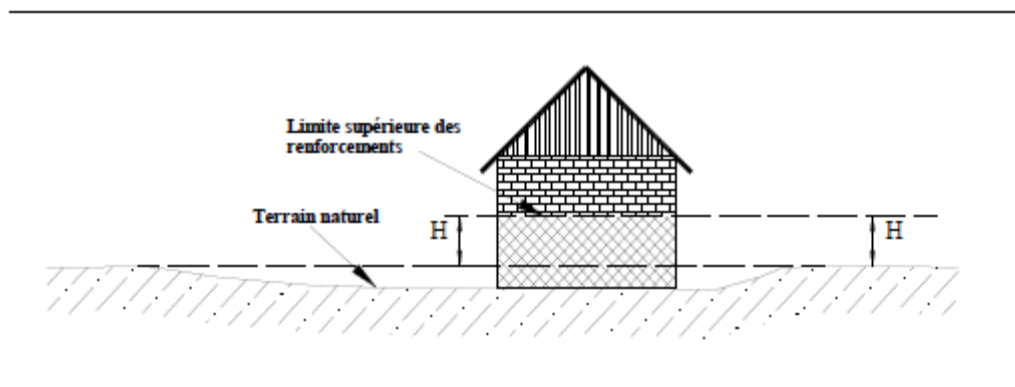 Limite supérieure des
renforcements
Terrain naturel
H
H